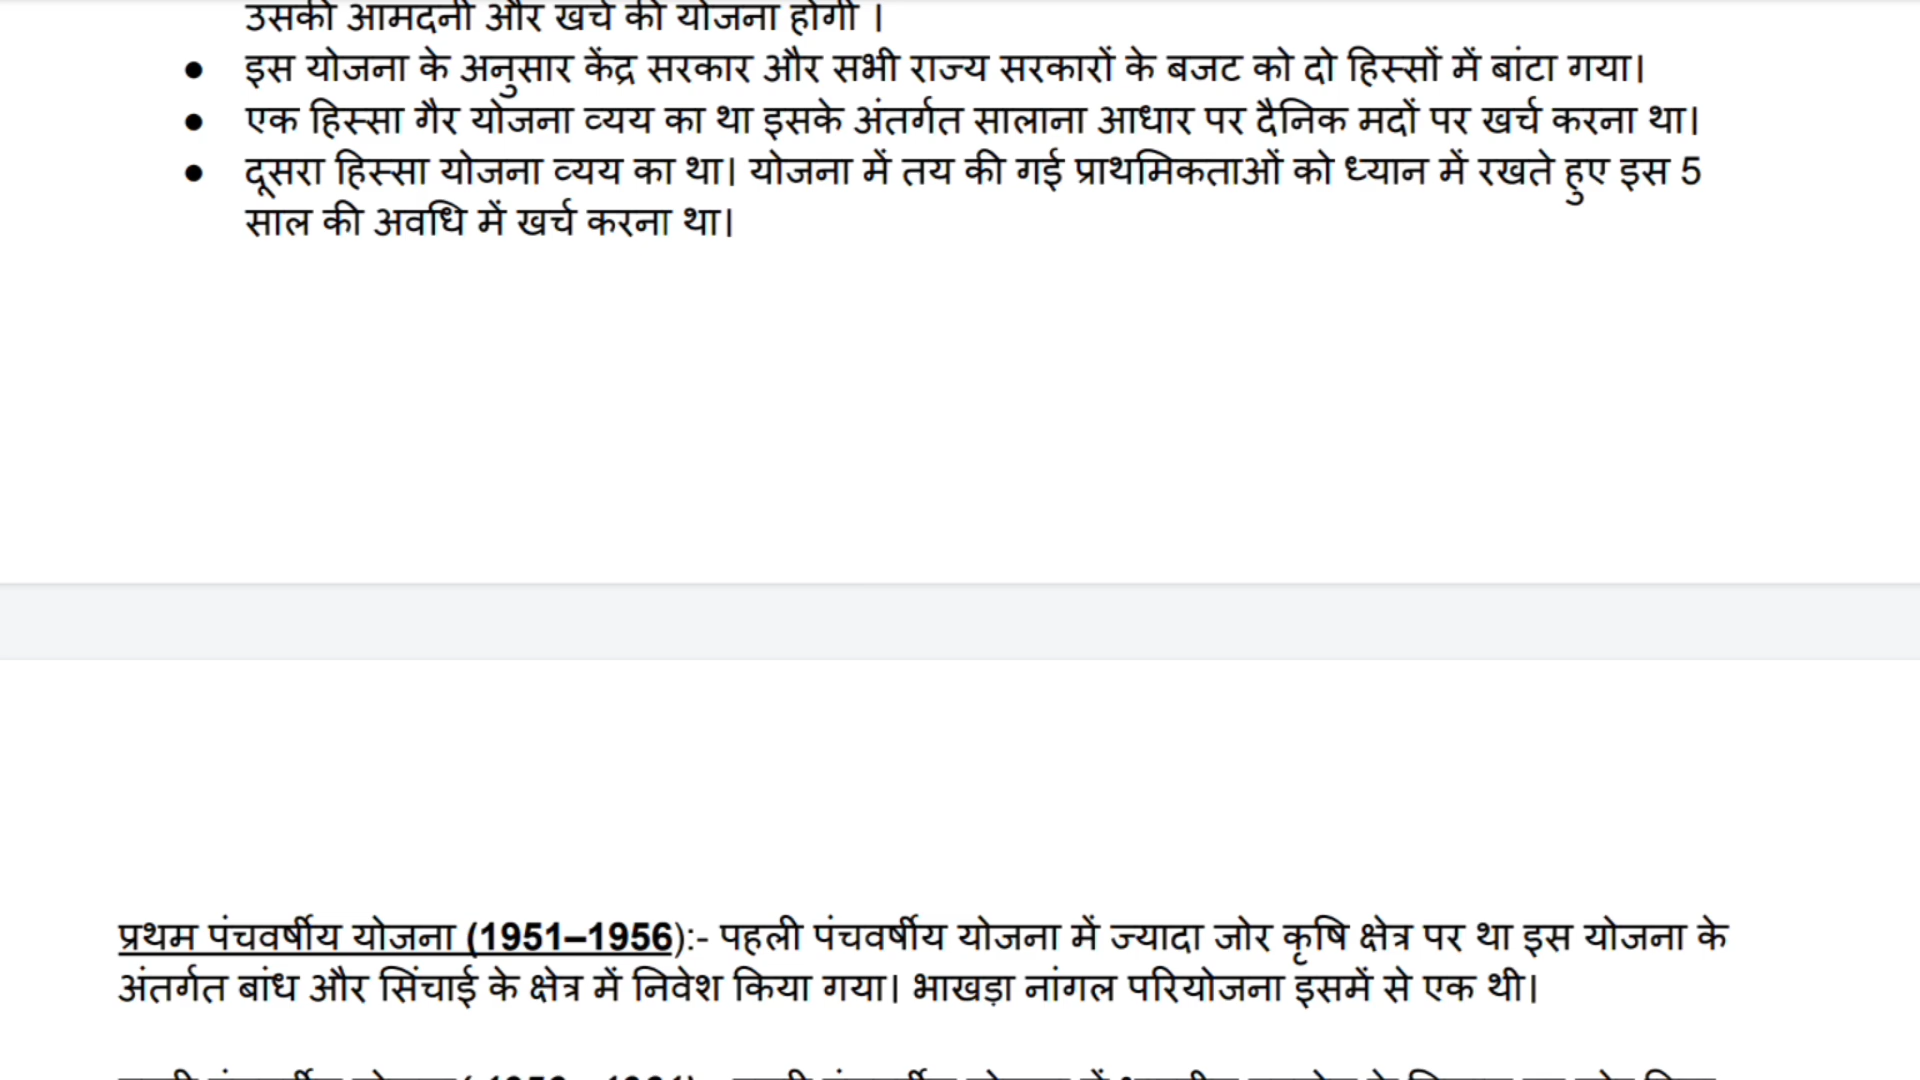 उसकी आमदनी और खर्च की योजना होगी ।
● इस योजना के अनुसार केंद्र सरकार और सभी राज्य सरकारों के बजट को दो हिस्सों में बांटा गया।
● एक हिस्सा गैर योजना व्यय का था इसके अंतर्गत सालाना आधार पर दैनिक मदों पर खर्च करना था।
● दूसरा हिस्सा योजना व्यय का था। योजना में तय की गई प्राथमिकताओं को ध्यान में रखते हुए इस 5
साल की अवधि में खर्च करना था।
प्रथम पंचवर्षीय योजना (1951–1956):- पहली पंचवर्षीय योजना में ज्यादा जोर कृषि क्षेत्र पर था इस योजना के
अंतर्गत बांध और सिंचाई के क्षेत्र में निवेश किया गया। भाखड़ा नांगल परियोजना इसमें से एक थी।